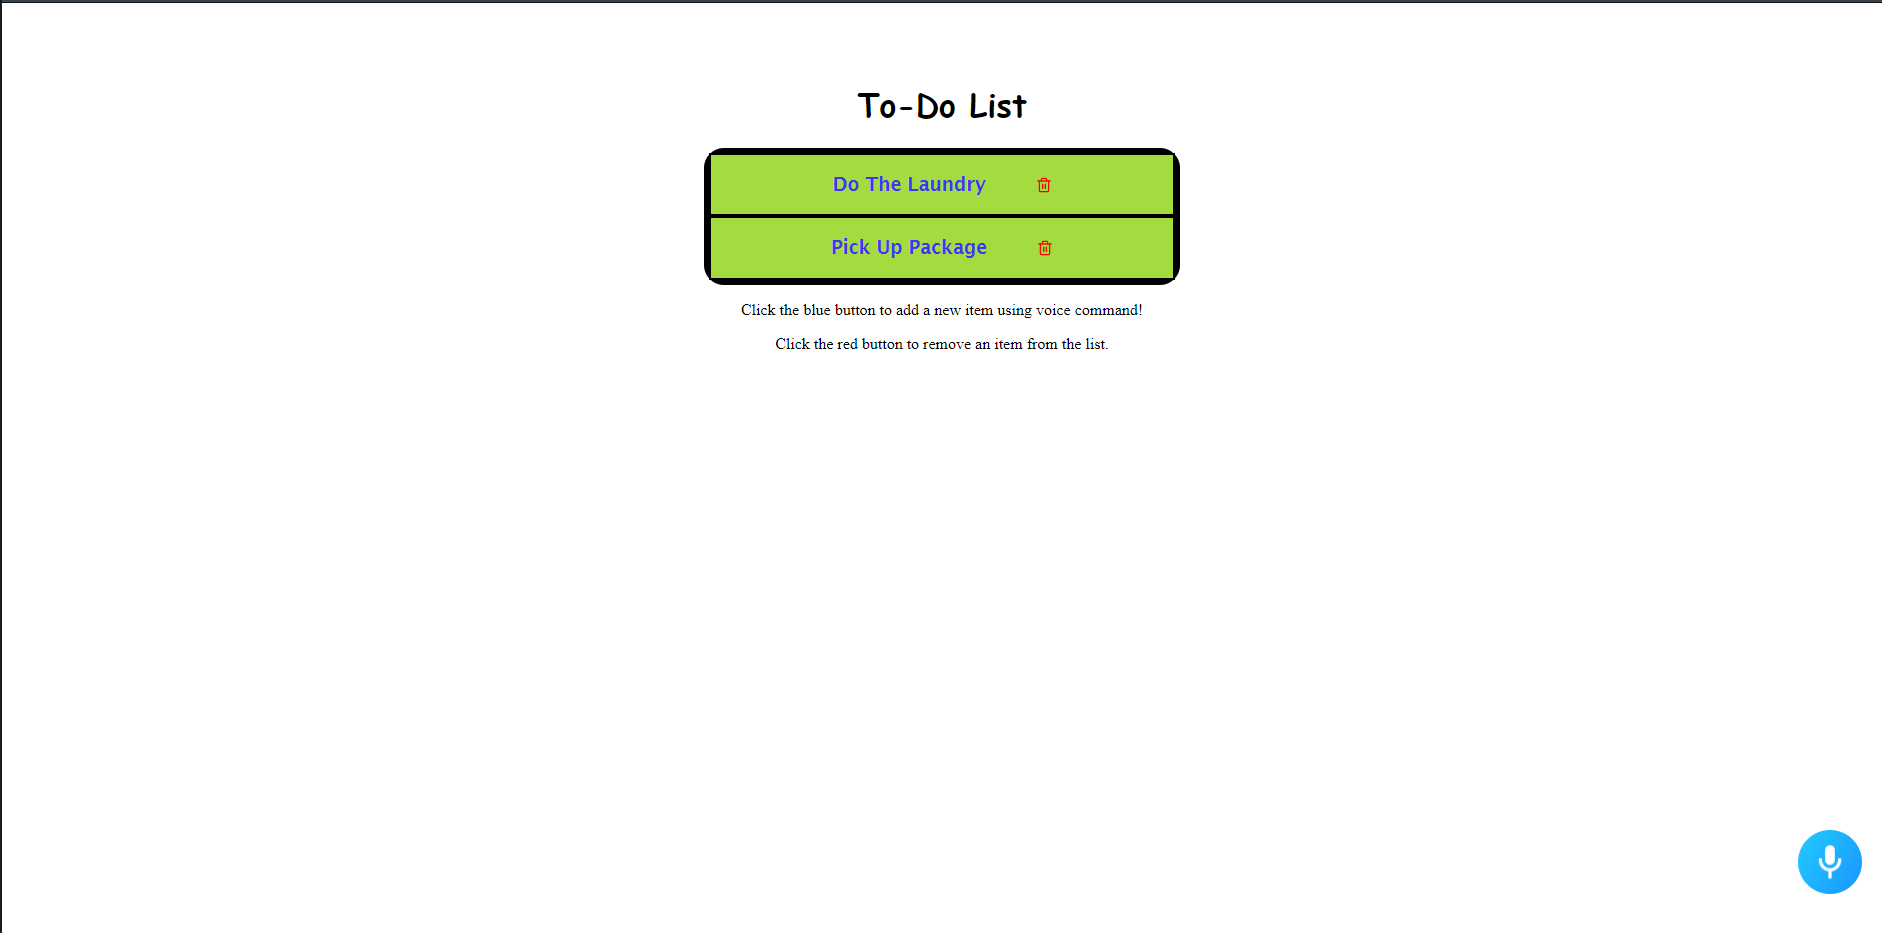 To-Do List
Do The Laundry
Pick Up Package
Click the blue button to add a new item using voice command!
Click the red button to remove an item from the list.